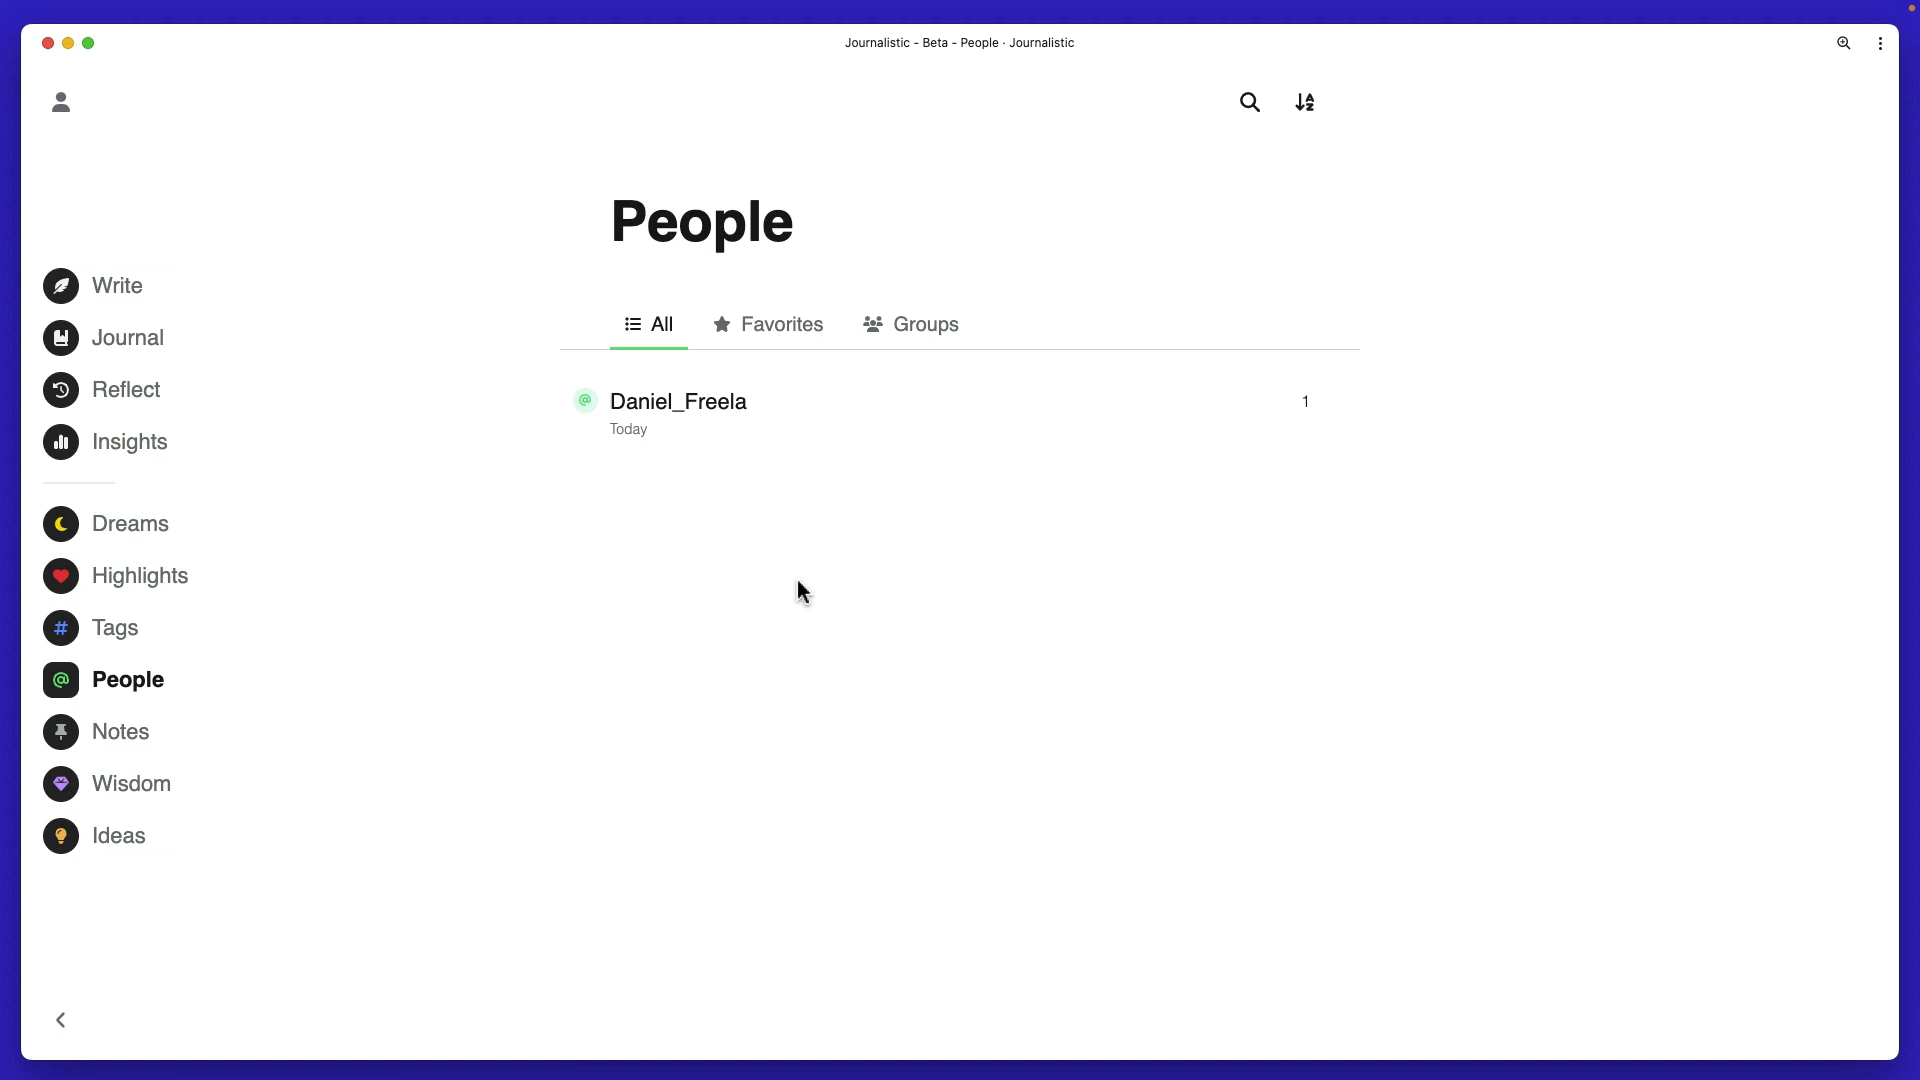 Journalistic - Beta - People · Journalistic
People
All
Favorites
Groups
@ Daniel_Freela
1
Today
Write
Journal
Reflect
Insights
Dreams
Highlights
# Tags
@ People
Notes
Wisdom
Ideas